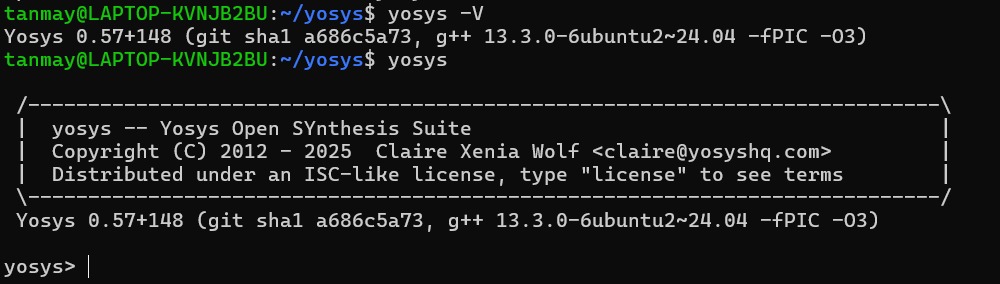 tanmay@LAPTOP-KVNJB2BU:~/yosys$ yosys -V
Yosys 0.57+148 (git sha1 a686c5a73, g++ 13.3.0-6ubuntu2~24.04 -fPIC -O3)
tanmay@LAPTOP-KVNJB2BU:~/yosys$ yosys
/----------------------------------------------------------------------------\
|  yosys -- Yosys Open SYnthesis Suite                                       |
|  Copyright (C) 2012 - 2025  Claire Xenia Wolf <claire@yosyshq.com>         |
|  Distributed under an ISC-like license, type "license" to see terms        |
\----------------------------------------------------------------------------/
Yosys 0.57+148 (git sha1 a686c5a73, g++ 13.3.0-6ubuntu2~24.04 -fPIC -O3)
yosys>